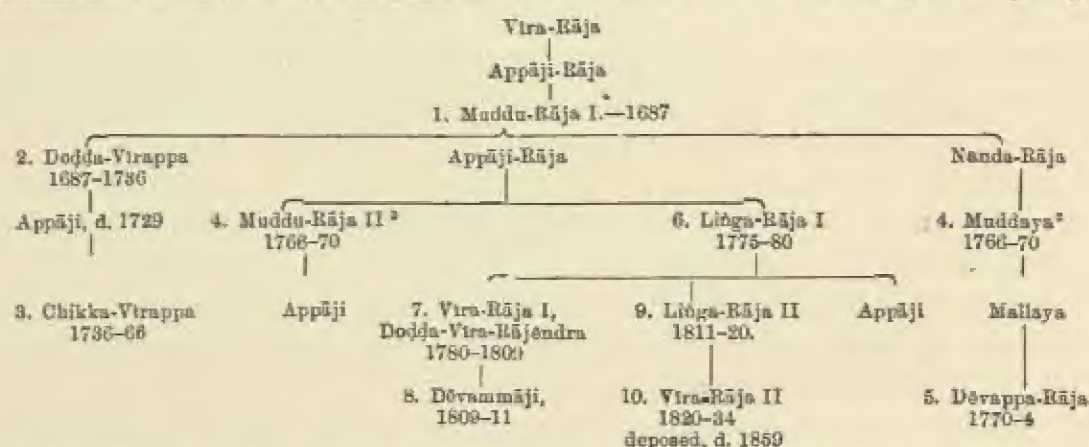 Vīra-Rāja
Appāji-Rāja
1. Muddu-Rāja I.—1687
2. Doḍḍa-Vīrappa Appāji-Rāja Nanda-Rāja
1687-1736
Appāji, d. 1729 4. Muddu-Rāja II ² 6. Liṅga-Rāja I 4. Muddaya ²
1766-70 1775-80 1766-70
3. Chikka-Vīrappa Appāji 7. Vīra-Rāja I, 9. Liṅga-Rāja II Appāji Mallaya
1736-66 Doḍḍa-Vīra-Rājēndra 1811-20.
1780-1809
8. Dēvammāji, 10. Vīra-Rāja II 5. Dēvappa-Rāja
1809-11 1820-34 1770-4
deposed, d. 1859